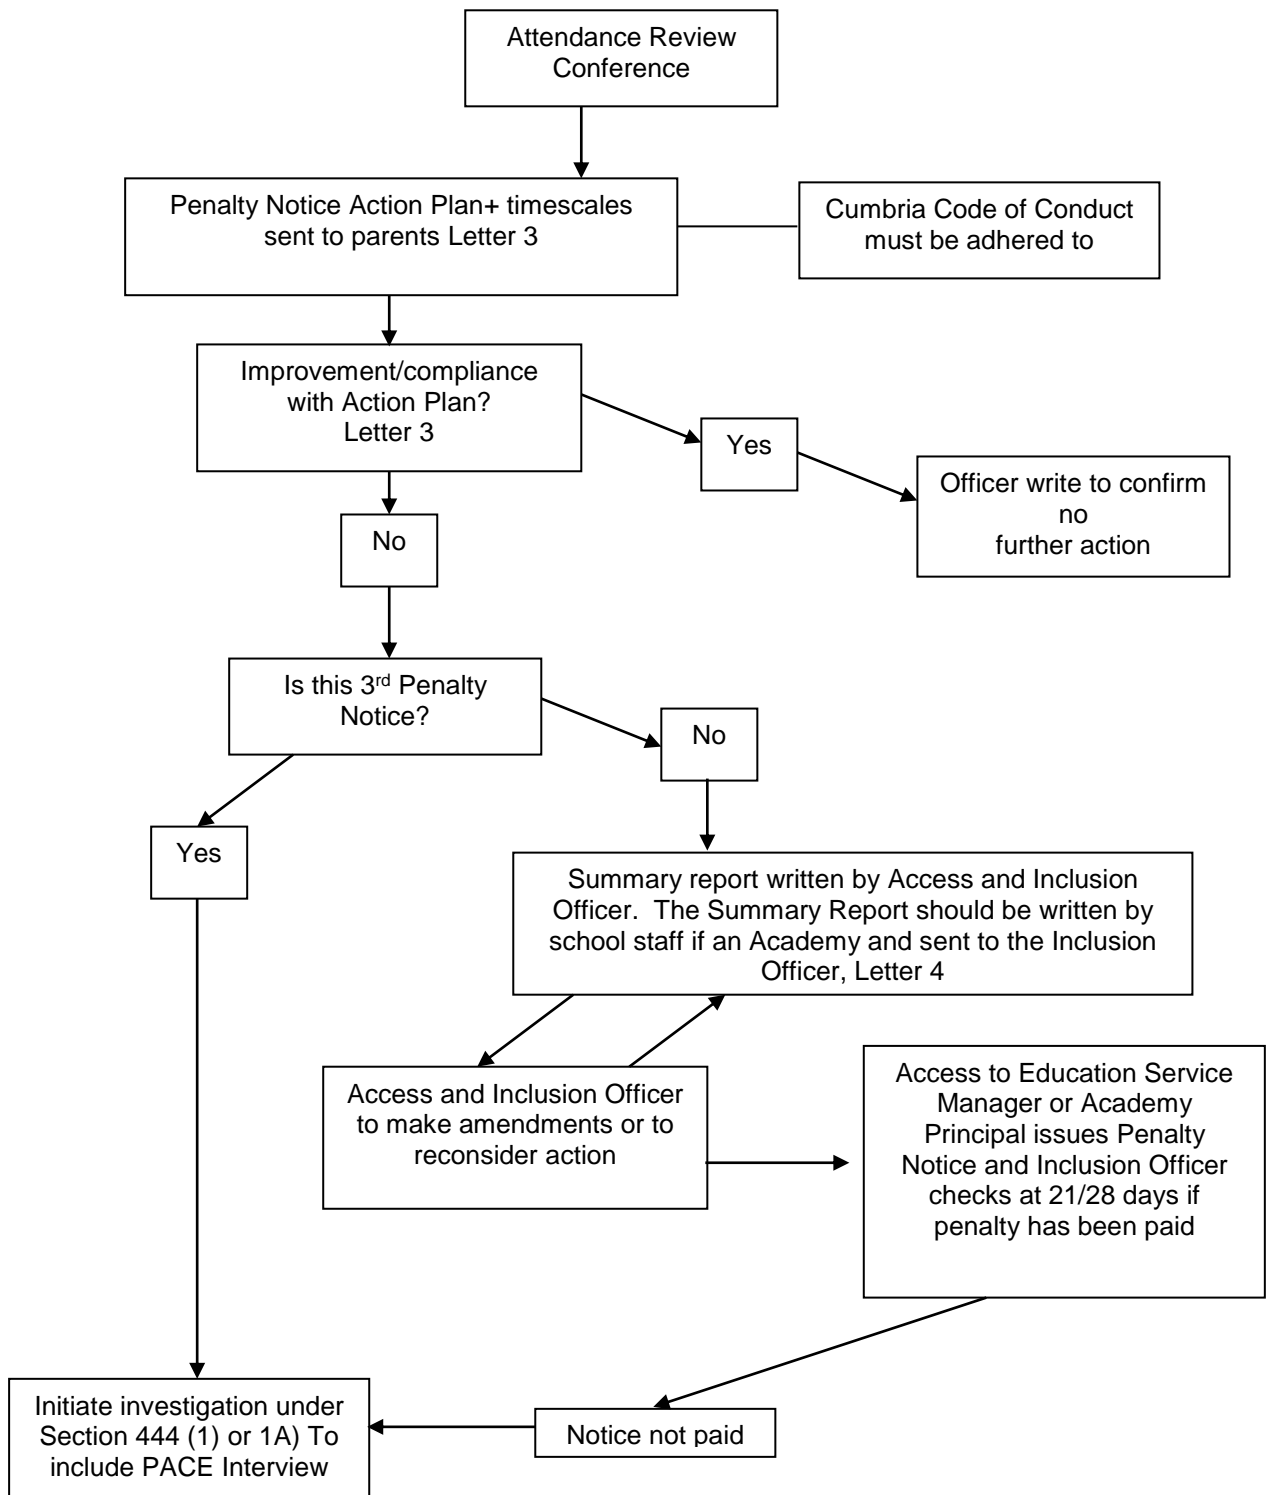 Attendance Review
Conference
Penalty Notice Action Plan+ timescales
sent to parents Letter 3
Cumbria Code of Conduct
must be adhered to
Improvement/compliance
with Action Plan?
Letter 3
Yes
Officer write to confirm
no
further action
No
Is this 3rd Penalty
Notice?
No
Yes
Summary report written by Access and Inclusion
Officer.  The Summary Report should be written by
school staff if an Academy and sent to the Inclusion
Officer, Letter 4
Access and Inclusion Officer
to make amendments or to
reconsider action
Access to Education Service
Manager or Academy
Principal issues Penalty
Notice and Inclusion Officer
checks at 21/28 days if
penalty has been paid
Initiate investigation under
Section 444 (1) or 1A) To
include PACE Interview
Notice not paid